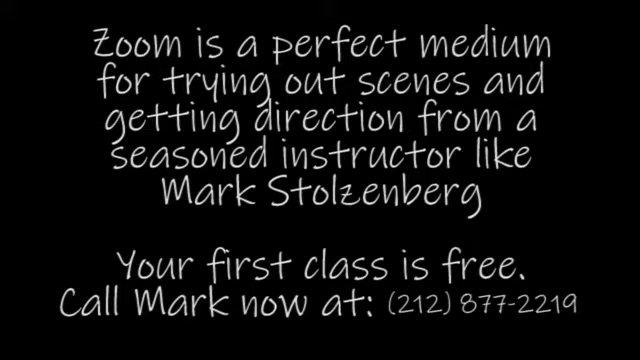 Zoom is a perfect medium
for trying out scenes and
getting direction from a
seasoned instructor like
Mark Stolzenberg
Your first class is free.
Call Mark now at: (212) 877-2219